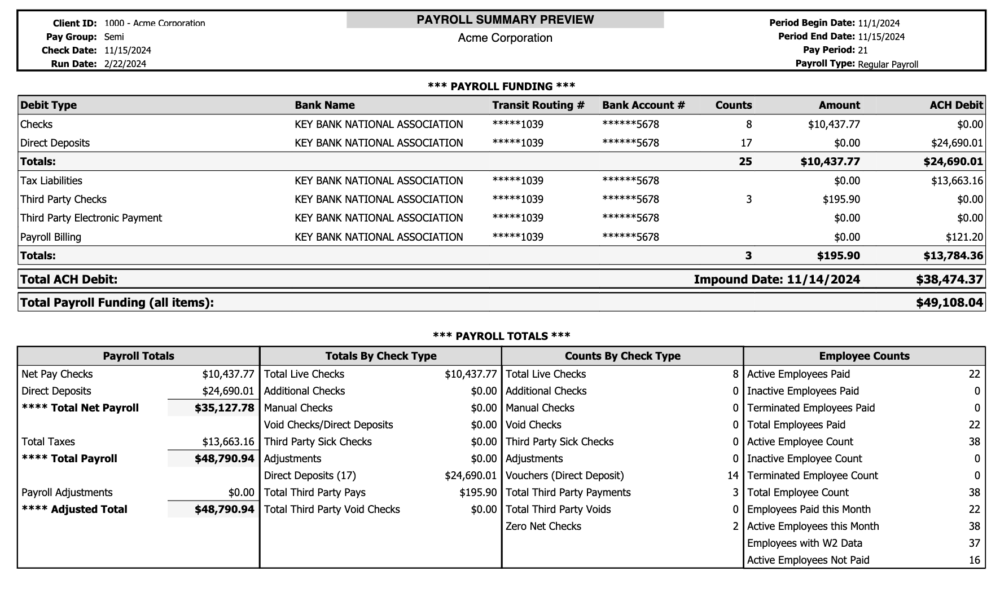 PAYROLL SUMMARY PREVIEW
Acme Corporation
Client ID: 1000 - Acme Corporation
Pay Group: Semi
Check Date: 11/15/2024
Run Date: 2/22/2024
Period Begin Date: 11/1/2024
Period End Date: 11/15/2024
Pay Period: 21
Payroll Type: Regular Payroll
*** PAYROLL FUNDING ***
Debit Type Bank Name Transit Routing # Bank Account # Counts Amount ACH Debit
Checks KEY BANK NATIONAL ASSOCIATION *****1039 ******5678 8 $10,437.77 $0.00
Direct Deposits KEY BANK NATIONAL ASSOCIATION *****1039 ******5678 17 $0.00 $24,690.01
Totals: 25 $10,437.77 $24,690.01
Tax Liabilities KEY BANK NATIONAL ASSOCIATION *****1039 ******5678 $0.00 $13,663.16
Third Party Checks KEY BANK NATIONAL ASSOCIATION *****1039 ******5678 3 $195.90 $0.00
Third Party Electronic Payment KEY BANK NATIONAL ASSOCIATION *****1039 ******5678 $0.00 $0.00
Payroll Billing KEY BANK NATIONAL ASSOCIATION *****1039 ******5678 $0.00 $121.20
Totals: 3 $195.90 $13,784.36
Total ACH Debit: Impound Date: 11/14/2024 $38,474.37
Total Payroll Funding (all items): $49,108.04
*** PAYROLL TOTALS ***
Payroll Totals
Net Pay Checks $10,437.77
Direct Deposits $24,690.01
**** Total Net Payroll $35,127.78
Total Taxes $13,663.16
**** Total Payroll $48,790.94
Payroll Adjustments $0.00
**** Adjusted Total $48,790.94
Totals By Check Type
Total Live Checks $10,437.77
Additional Checks $0.00
Manual Checks $0.00
Void Checks/Direct Deposits $0.00
Third Party Sick Checks $0.00
Adjustments $0.00
Direct Deposits (17) $24,690.01
Total Third Party Pays $195.90
Total Third Party Void Checks $0.00
Counts By Check Type
Total Live Checks 8
Additional Checks 0
Manual Checks 0
Void Checks 0
Third Party Sick Checks 0
Adjustments 0
Vouchers (Direct Deposit) 14
Total Third Party Payments 3
Total Third Party Voids 0
Zero Net Checks 2
Employee Counts
Active Employees Paid 22
Inactive Employees Paid 0
Terminated Employees Paid 0
Total Employees Paid 22
Active Employee Count 38
Inactive Employee Count 0
Terminated Employee Count 0
Total Employee Count 38
Employees Paid this Month 22
Active Employees this Month 38
Employees with W2 Data 37
Active Employees Not Paid 16